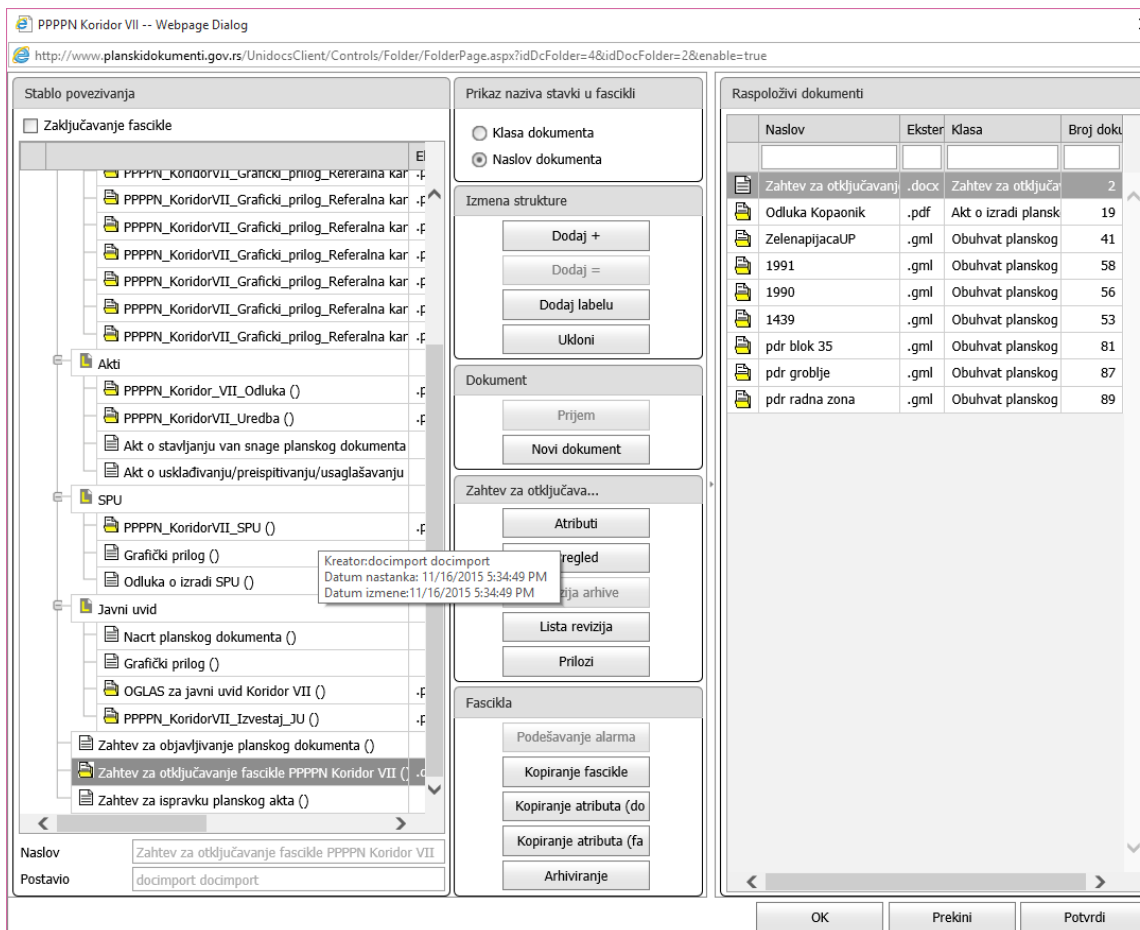 PPPPN Koridor VII -- Webpage Dialog
http://www.planskidokumenti.gov.rs/UnidocsClient/Controls/Folder/FolderPage.aspx?idDcFolder=4&idDocFolder=2&enable=true
Stablo povezivanja
Zaključavanje fascikle
PPPPN_KoridorVII_Graficki_prilog_Referalna kar
PPPPN_KoridorVII_Graficki_prilog_Referalna kar
PPPPN_KoridorVII_Graficki_prilog_Referalna kar
PPPPN_KoridorVII_Graficki_prilog_Referalna kar
PPPPN_KoridorVII_Graficki_prilog_Referalna kar
PPPPN_KoridorVII_Graficki_prilog_Referalna kar
PPPPN_KoridorVII_Graficki_prilog_Referalna kar
Akti
PPPPN_Koridor_VII_Odluka ()
PPPPN_KoridorVII_Uredba ()
Akt o stavljanju van snage planskog dokumenta
Akt o usklađivanju/preispitivanju/usaglašavanju
SPU
PPPPN_KoridorVII_SPU ()
Grafički prilog ()
Odluka o izradi SPU ()
Javni uvid
Nacrt planskog dokumenta ()
Grafički prilog ()
OGLAS za javni uvid Koridor VII ()
PPPPN_KoridorVII_Izvestaj_JU ()
Zahtev za objavljivanje planskog dokumenta ()
Zahtev za otključavanje fascikle PPPPN Koridor VII ()
Zahtev za ispravku planskog akta ()
Naslov Zahtev za otključavanje fascikle PPPPN Koridor VII
Postavio docimport docimport
Kreator:docimport docimport
Datum nastanka: 11/16/2015 5:34:49 PM
Datum izmene:11/16/2015 5:34:49 PM
Prikaz naziva stavki u fascikli
Klasa dokumenta
Naslov dokumenta
Izmena strukture
Dodaj +
Dodaj =
Dodaj labelu
Ukloni
Dokument
Prijem
Novi dokument
Zahtev za otključava...
Atributi
regled
zija arhive
Lista revizija
Prilozi
Fascikla
Podešavanje alarma
Kopiranje fascikle
Kopiranje atributa (do
Kopiranje atributa (fa
Arhiviranje
Raspoloživi dokumenti
Naslov Ekster Klasa Broj doku
Zahtev za otključavanj .docx Zahtev za otključa 2
Odluka Kopaonik .pdf Akt o izradi plansk 19
ZelenapijacaUP .gml Obuhvat planskog 41
1991 .gml Obuhvat planskog 58
1990 .gml Obuhvat planskog 56
1439 .gml Obuhvat planskog 53
pdr blok 35 .gml Obuhvat planskog 81
pdr groblje .gml Obuhvat planskog 87
pdr radna zona .gml Obuhvat planskog 89
OK Prekini Potvrdi